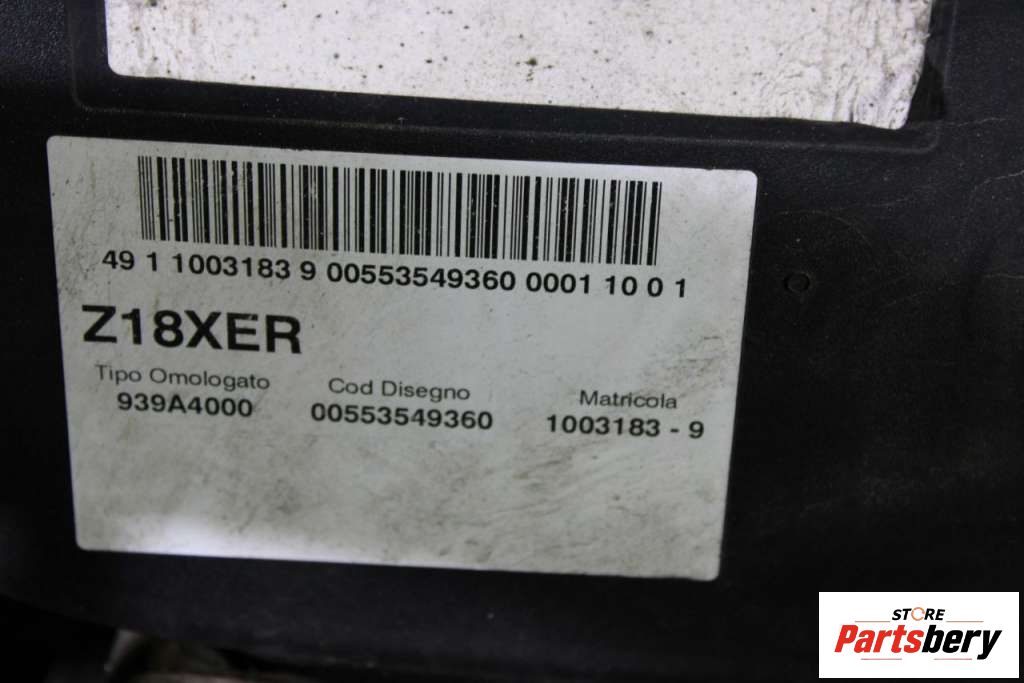 49 1 1003183 9 00553549360 0001 10 0 1
Z18XER
Tipo Omologato Cod Disegno Matricola
939A4000 00553549360 1003183 - 9
STORE
Partsbery